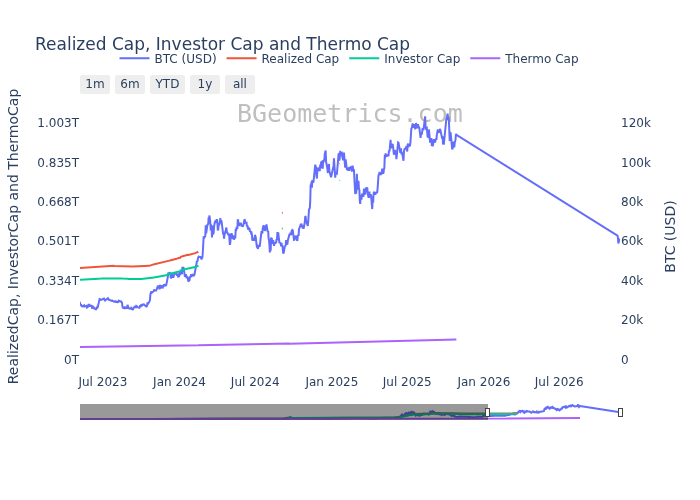 Realized Cap, Investor Cap and Thermo Cap
BTC (USD) Realized Cap Investor Cap Thermo Cap
1m 6m YTD 1y all
BGeometrics.com
RealizedCap, InvestorCap and ThermoCap
1.003T
0.835T
0.668T
0.501T
0.334T
0.167T
0T
120k
100k
80k
60k
40k
20k
0
BTC (USD)
Jul 2023 Jan 2024 Jul 2024 Jan 2025 Jul 2025 Jan 2026 Jul 2026